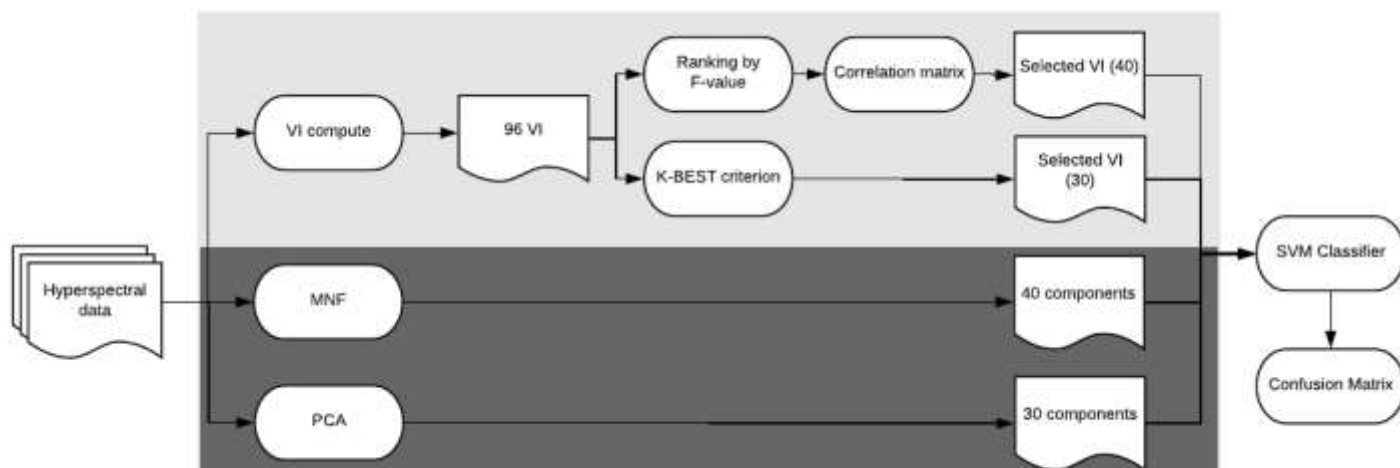 Ranking by
F-value
Correlation matrix
Selected VI (40)
VI compute
96 VI
K-BEST criterion
Selected VI
(30)
Hyperspectral
data
MNF
40 components
SVM Classifier
PCA
30 components
Confusion Matrix